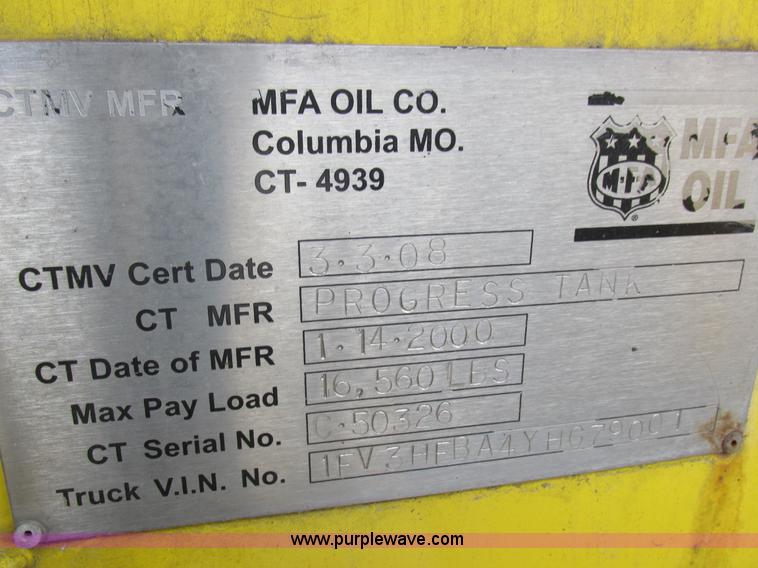 CTMV MFR MFA OIL CO.
Columbia MO.
CT- 4939
MFA
OIL
MFA
CTMV Cert Date 3·3·08
CT MFR PROGRESS TANK
CT Date of MFR 1·14·2000
Max Pay Load 16,560 LBS
CT Serial No. C·50326
Truck V.I.N. No. 1FV3HFBA4YHG79001
www.purplewave.com